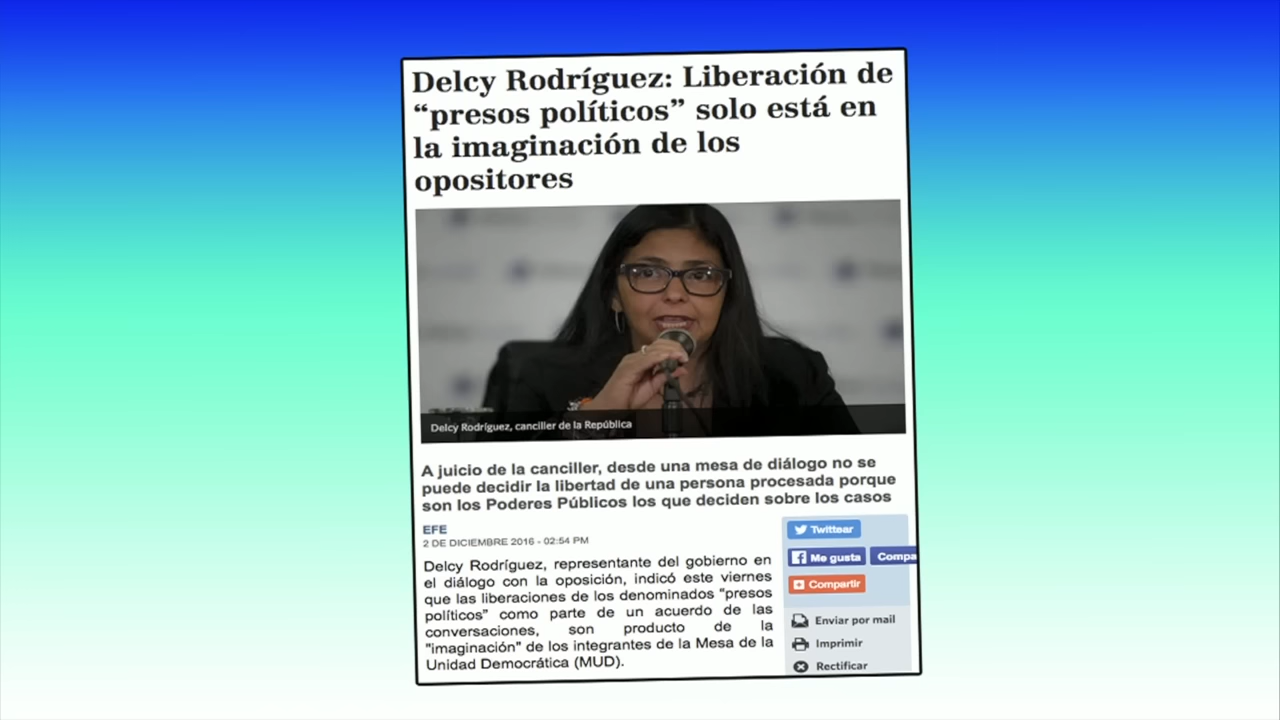 Delcy Rodríguez: Liberación de
“presos políticos” solo está en
la imaginación de los
opositores
Delcy Rodríguez, canciller de la República
A juicio de la canciller, desde una mesa de diálogo no se
puede decidir la libertad de una persona procesada porque
son los Poderes Públicos los que deciden sobre los casos
EFE
2 DE DICIEMBRE 2016 - 02:54 PM
Delcy Rodríguez, representante del gobierno en
el diálogo con la oposición, indicó este viernes
que las liberaciones de los denominados "presos
políticos" como parte de un acuerdo de las
conversaciones, son producto de la
"imaginación" de los integrantes de la Mesa de la
Unidad Democrática (MUD).
Twittear
Me gusta Compa
Compartir
Enviar por mail
Imprimir
Rectificar